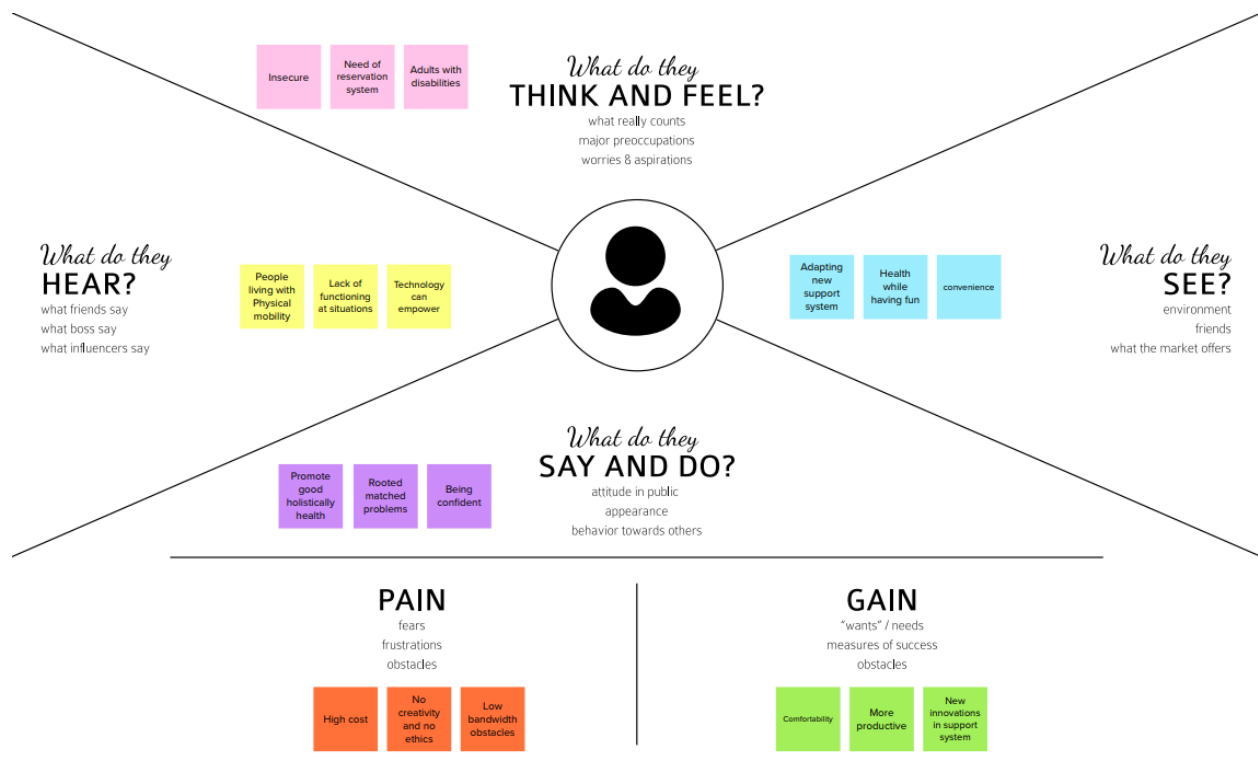 Insecure
Need of
reservation
system
Adults with
disabilities
What do they
THINK AND FEEL?
what really counts
major preoccupations
worries & aspirations
What do they
HEAR?
what friends say
what boss say
what influencers say
People
living with
Physical
mobility
Lack of
functioning
at situations
Technology
can
empower
Adapting
new
support
system
Health
while
having fun
convenience
What do they
SEE?
environment
friends
what the market offers
What do they
SAY AND DO?
attitude in public
appearance
behavior towards others
Promote
good
holistically
health
Rooted
matched
problems
Being
confident
PAIN
fears
frustrations
obstacles
High cost
No
creativity
and no
ethics
Low
bandwidth
obstacles
GAIN
“wants” / needs
measures of success
obstacles
Comfortability
More
productive
New
innovations
in support
system